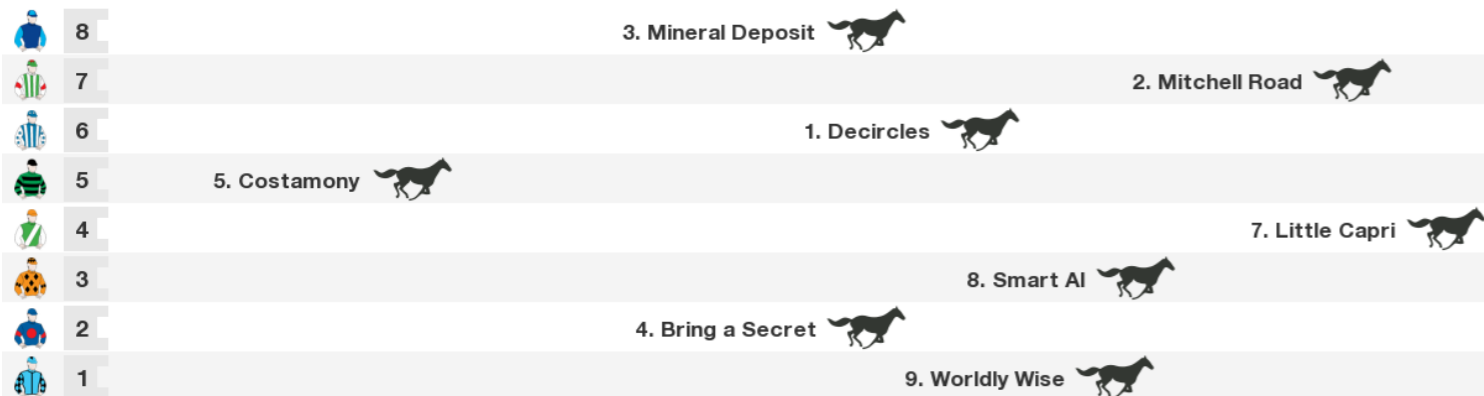 8 3. Mineral Deposit
7 2. Mitchell Road
6 1. Decircles
5 5. Costamony
4 7. Little Capri
3 8. Smart Al
2 4. Bring a Secret
1 9. Worldly Wise